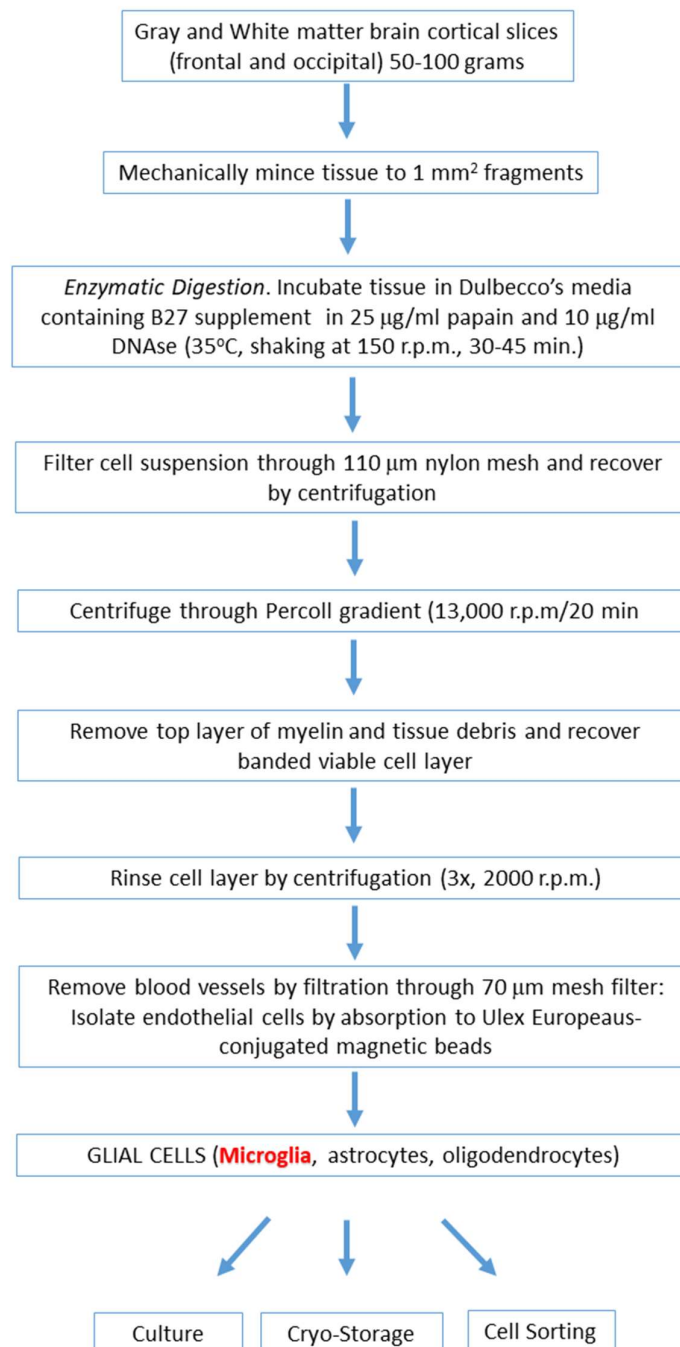 Gray and White matter brain cortical slices
(frontal and occipital) 50-100 grams
Mechanically mince tissue to 1 mm² fragments
Enzymatic Digestion. Incubate tissue in Dulbecco's media
containing B27 supplement in 25 μg/ml papain and 10 μg/ml
DNAse (35°C, shaking at 150 r.p.m., 30-45 min.)
Filter cell suspension through 110 μm nylon mesh and recover
by centrifugation
Centrifuge through Percoll gradient (13,000 r.p.m/20 min
Remove top layer of myelin and tissue debris and recover
banded viable cell layer
Rinse cell layer by centrifugation (3x, 2000 r.p.m.)
Remove blood vessels by filtration through 70 μm mesh filter:
Isolate endothelial cells by absorption to Ulex Europeaus-
conjugated magnetic beads
GLIAL CELLS (Microglia, astrocytes, oligodendrocytes)
Culture
Cryo-Storage
Cell Sorting